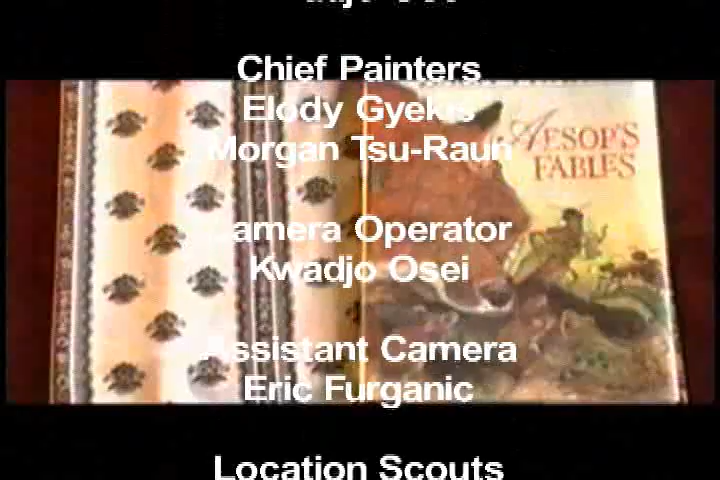 Chief Painters
Elody Gyekis
Morgan Tsu-Raun
Camera Operator
Kwadjo Osei
Assistant Camera
Eric Furganic
Location Scouts
AESOP'S
FABLES